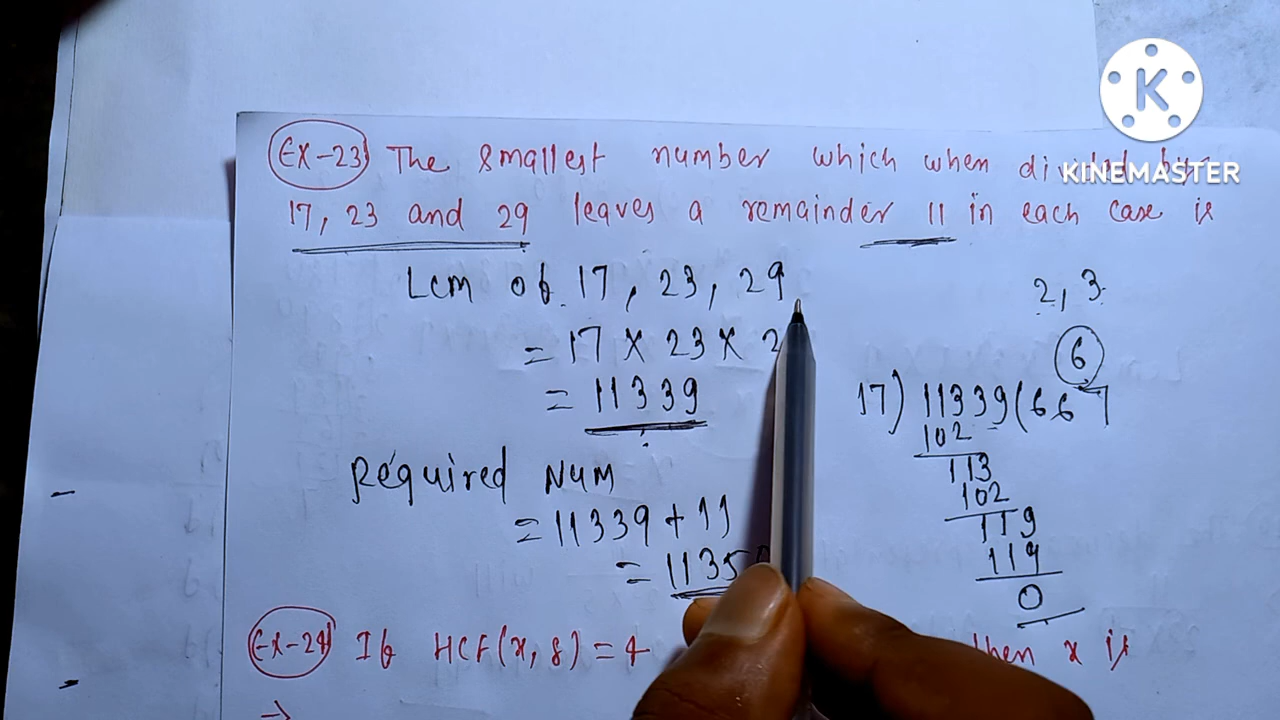 K
KINEMASTER
EX-23 The smallest number which when divided by
17, 23 and 29 leaves a remainder 11 in each case is
Lcm of 17, 23, 29
= 17 × 23 × 2
= 11339
Required Num
= 11339 + 11
= 1135
2, 3
6
17) 11339 (667
102
113
102
119
119
0
EX-24 If HCF(x, 8) = 4 then x is
⇒